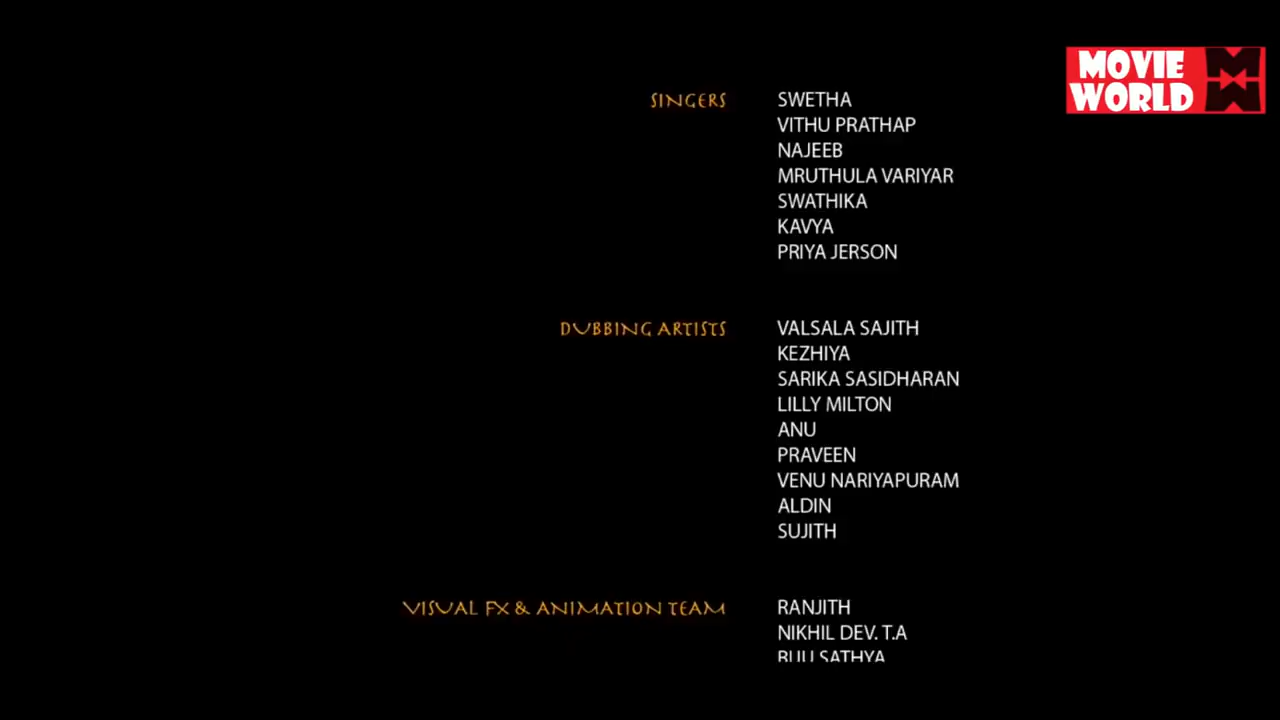 MOVIE
WORLD
SINGERS SWETHA
VITHU PRATHAP
NAJEEB
MRUTHULA VARIYAR
SWATHIKA
KAVYA
PRIYA JERSON
DUBBING ARTISTS VALSALA SAJITH
KEZHIYA
SARIKA SASIDHARAN
LILLY MILTON
ANU
PRAVEEN
VENU NARIYAPURAM
ALDIN
SUJITH
VISUAL FX & ANIMATION TEAM RANJITH
NIKHIL DEV. T.A
SATHYA